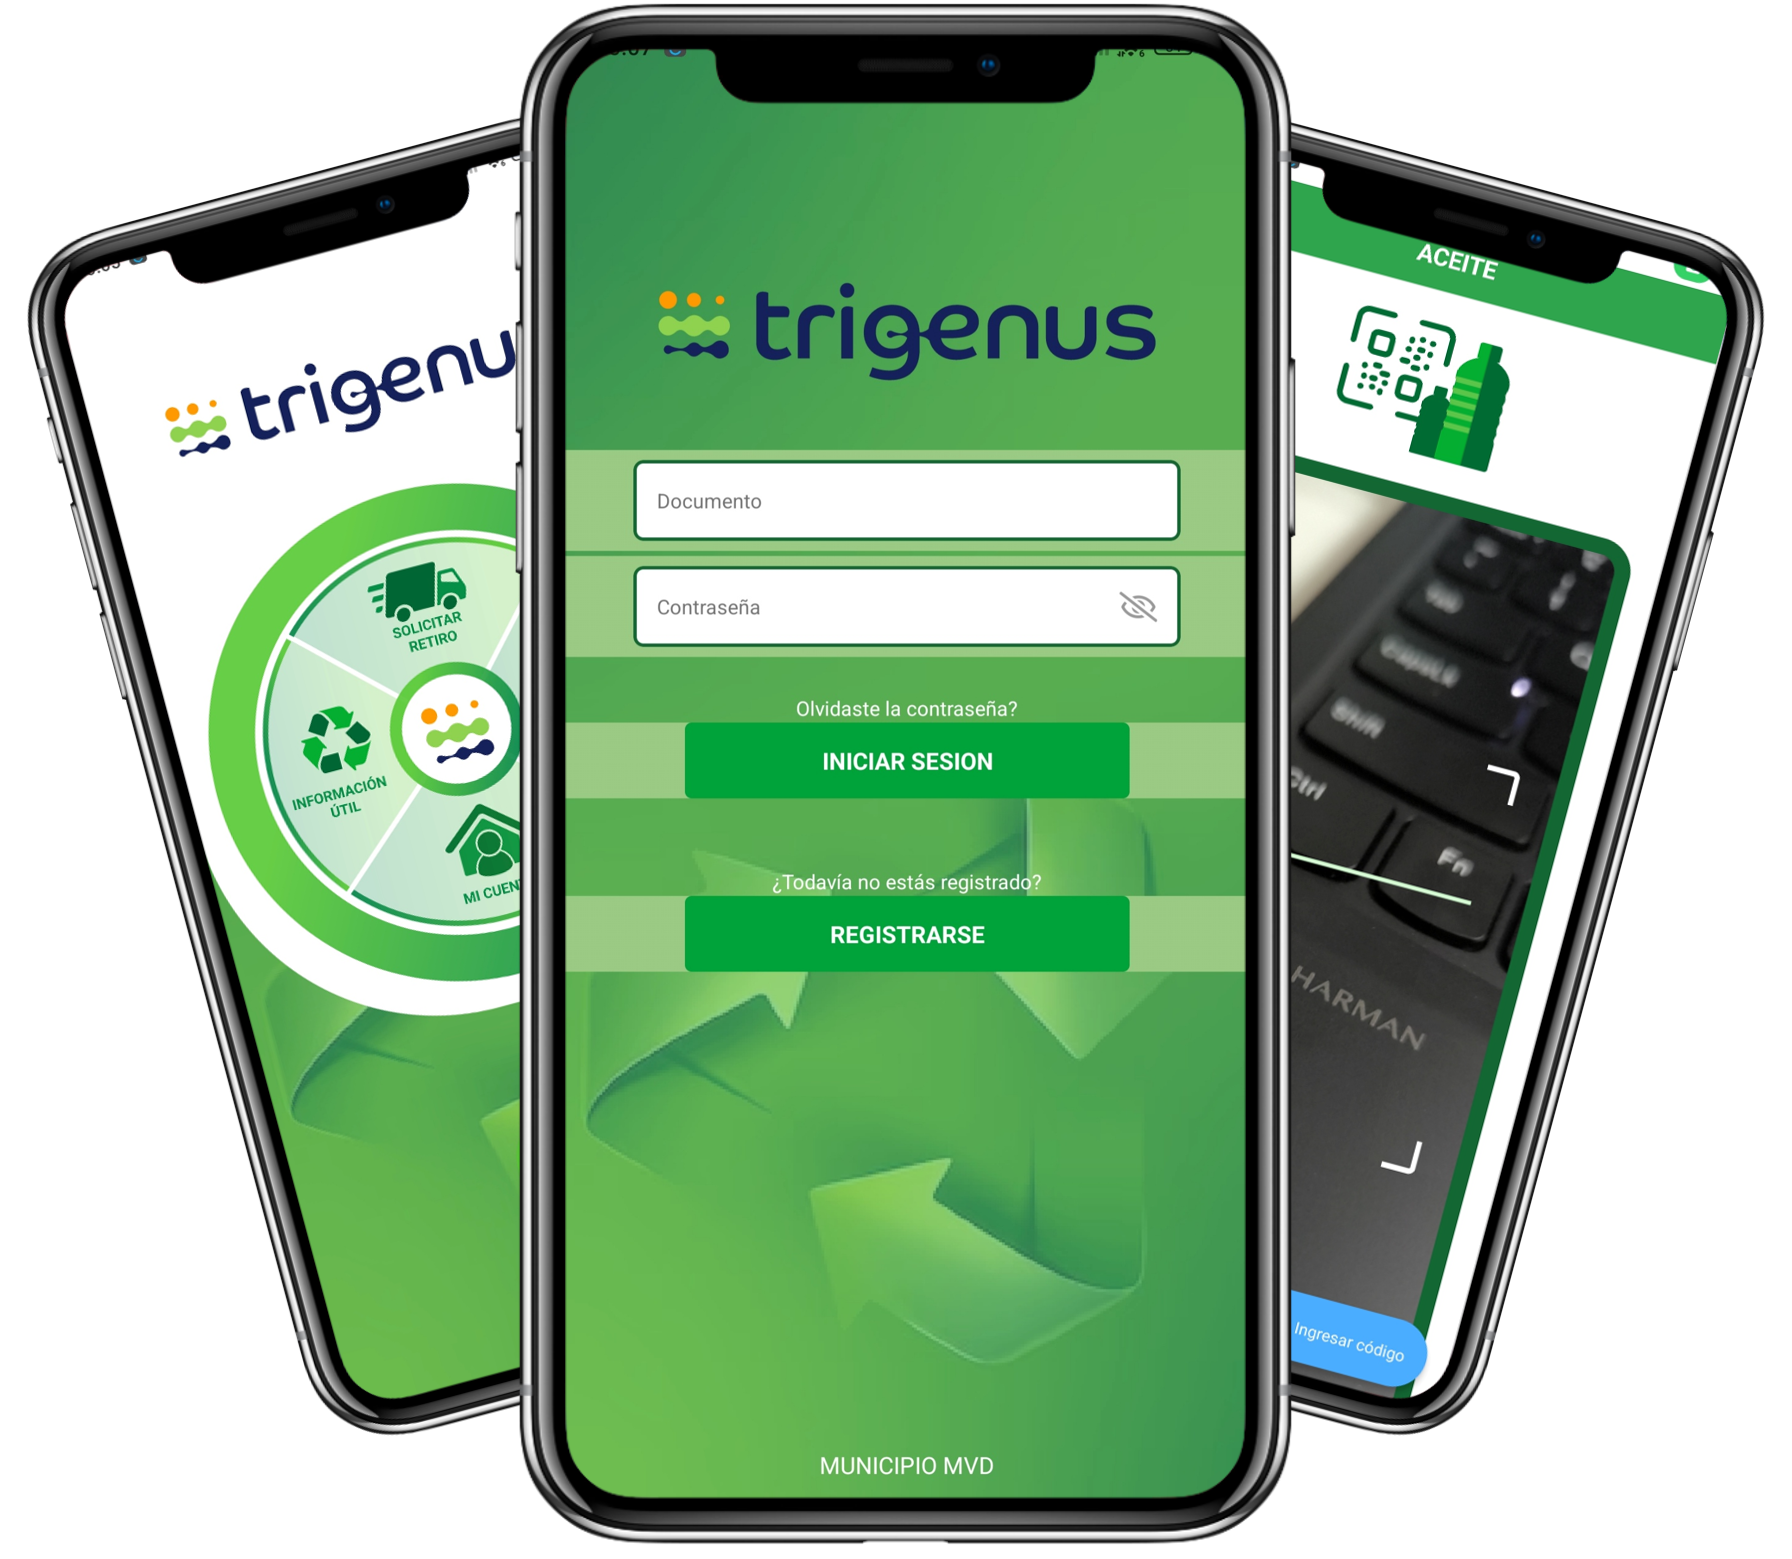 trigenu
SOLICITAR
RETIRO
INFORMACIÓN
ÚTIL
MI CUEN
trigenus
Documento
Contraseña
Olvidaste la contraseña?
INICIAR SESION
¿Todavía no estás registrado?
REGISTRARSE
MUNICIPIO MVD
ACEITE
Shift
Ctrl
Fn
HARMAN
Ingresar código